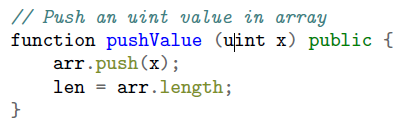 // Push an uint value in array
function pushValue (uint x) public {
    arr.push(x);
    len = arr.length;
}